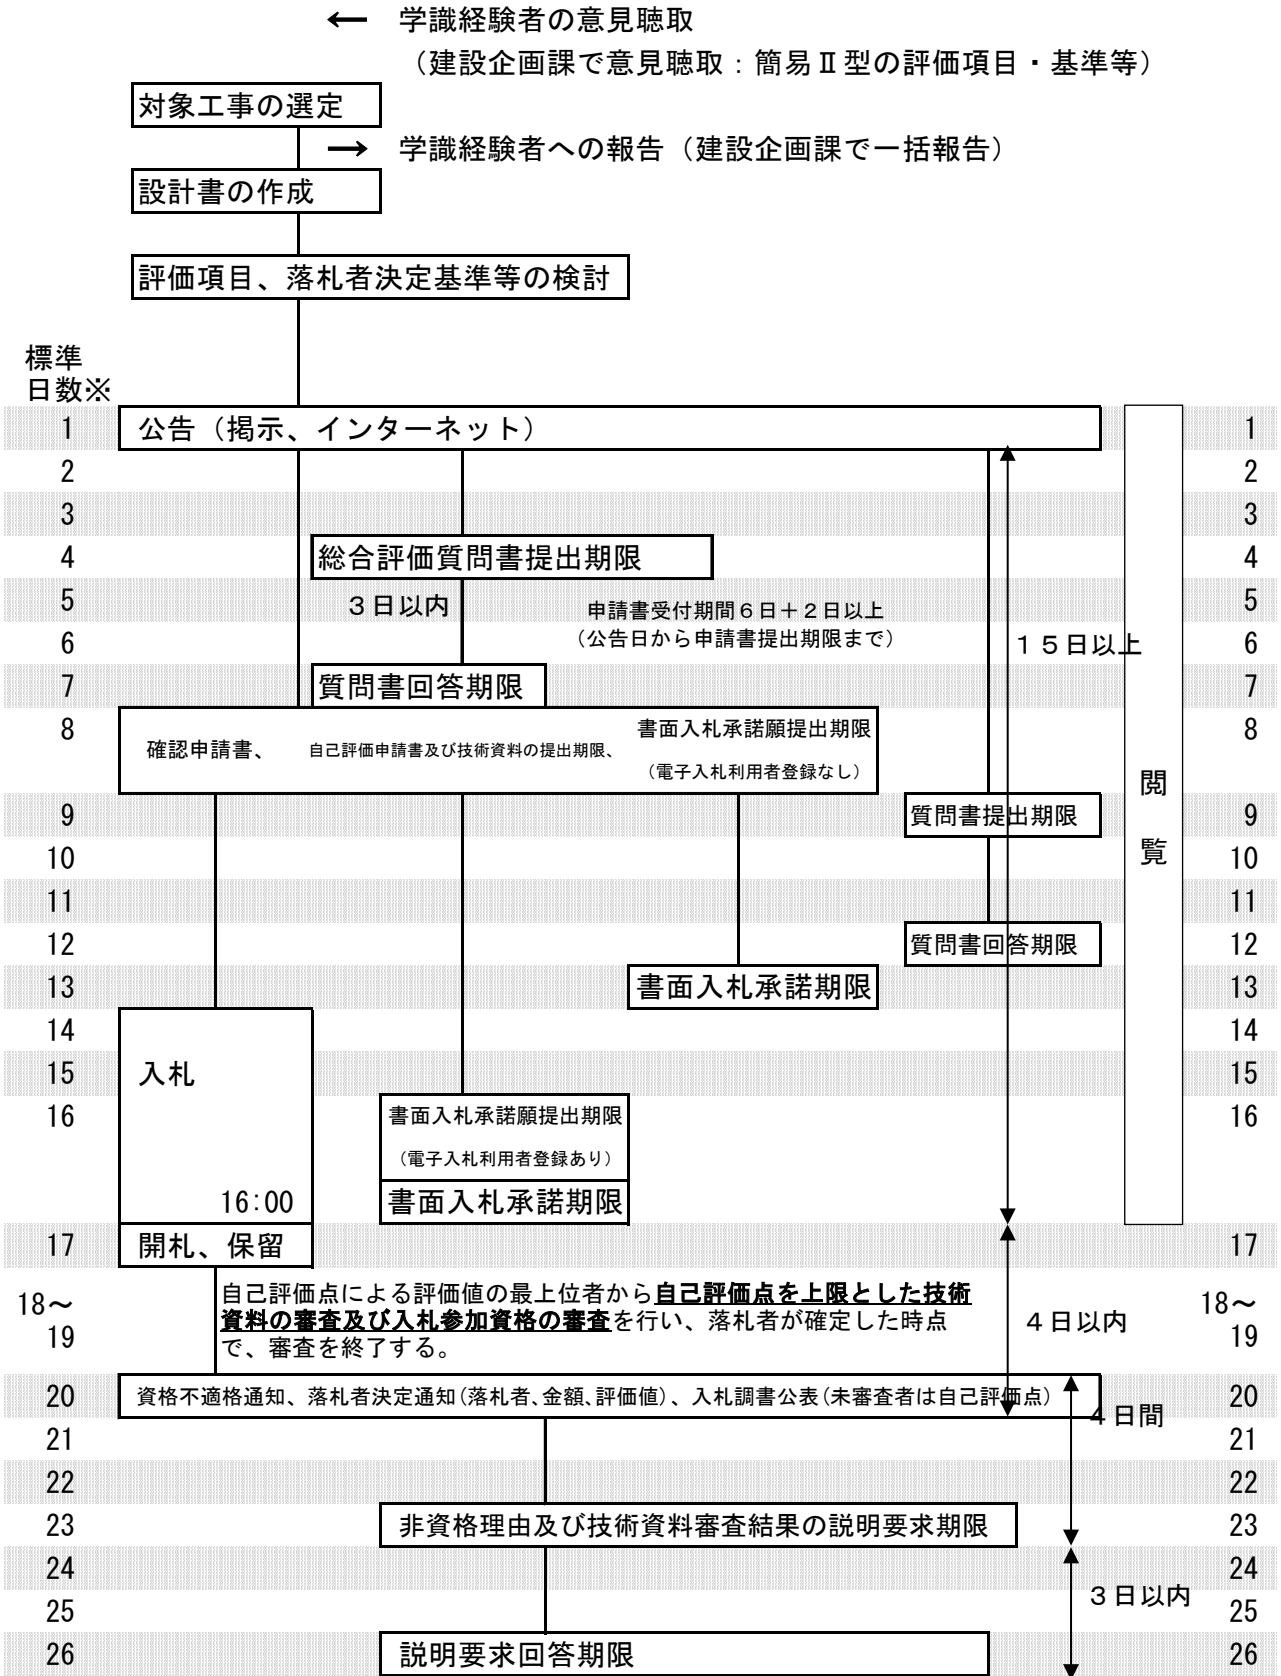 ← 学識経験者の意見聴取
（建設企画課で意見聴取：簡易Ⅱ型の評価項目・基準等）
対象工事の選定
→ 学識経験者への報告（建設企画課で一括報告）
設計書の作成
評価項目、落札者決定基準等の検討
標準
日数※
1 公告（掲示、インターネット） 1
2 2
3 3
4 総合評価質問書提出期限 4
5 ３日以内 申請書受付期間６日＋２日以上 5
6 （公告日から申請書提出期限まで） １５日以上 6
7 質問書回答期限 7
8 書面入札承諾願提出期限 8
確認申請書、 自己評価申請書及び技術資料の提出期限、
（電子入札利用者登録なし）
閲
9 質問書提出期限 9
10 覧 10
11 11
12 質問書回答期限 12
13 書面入札承諾期限 13
14 14
15 入札 15
16 書面入札承諾願提出期限 16
（電子入札利用者登録あり）
16:00 書面入札承諾期限
17 開札、保留 17
自己評価点による評価値の最上位者から自己評価点を上限とした技術
18～ 18～
資料の審査及び入札参加資格の審査を行い、落札者が確定した時点 ４日以内
19 19
で、審査を終了する。
20 資格不適格通知、落札者決定通知(落札者、金額、評価値)、入札調書公表(未審査者は自己評価点) 20
４日間
21 21
22 22
23 非資格理由及び技術資料審査結果の説明要求期限 23
24 24
３日以内
25 25
26 説明要求回答期限 26